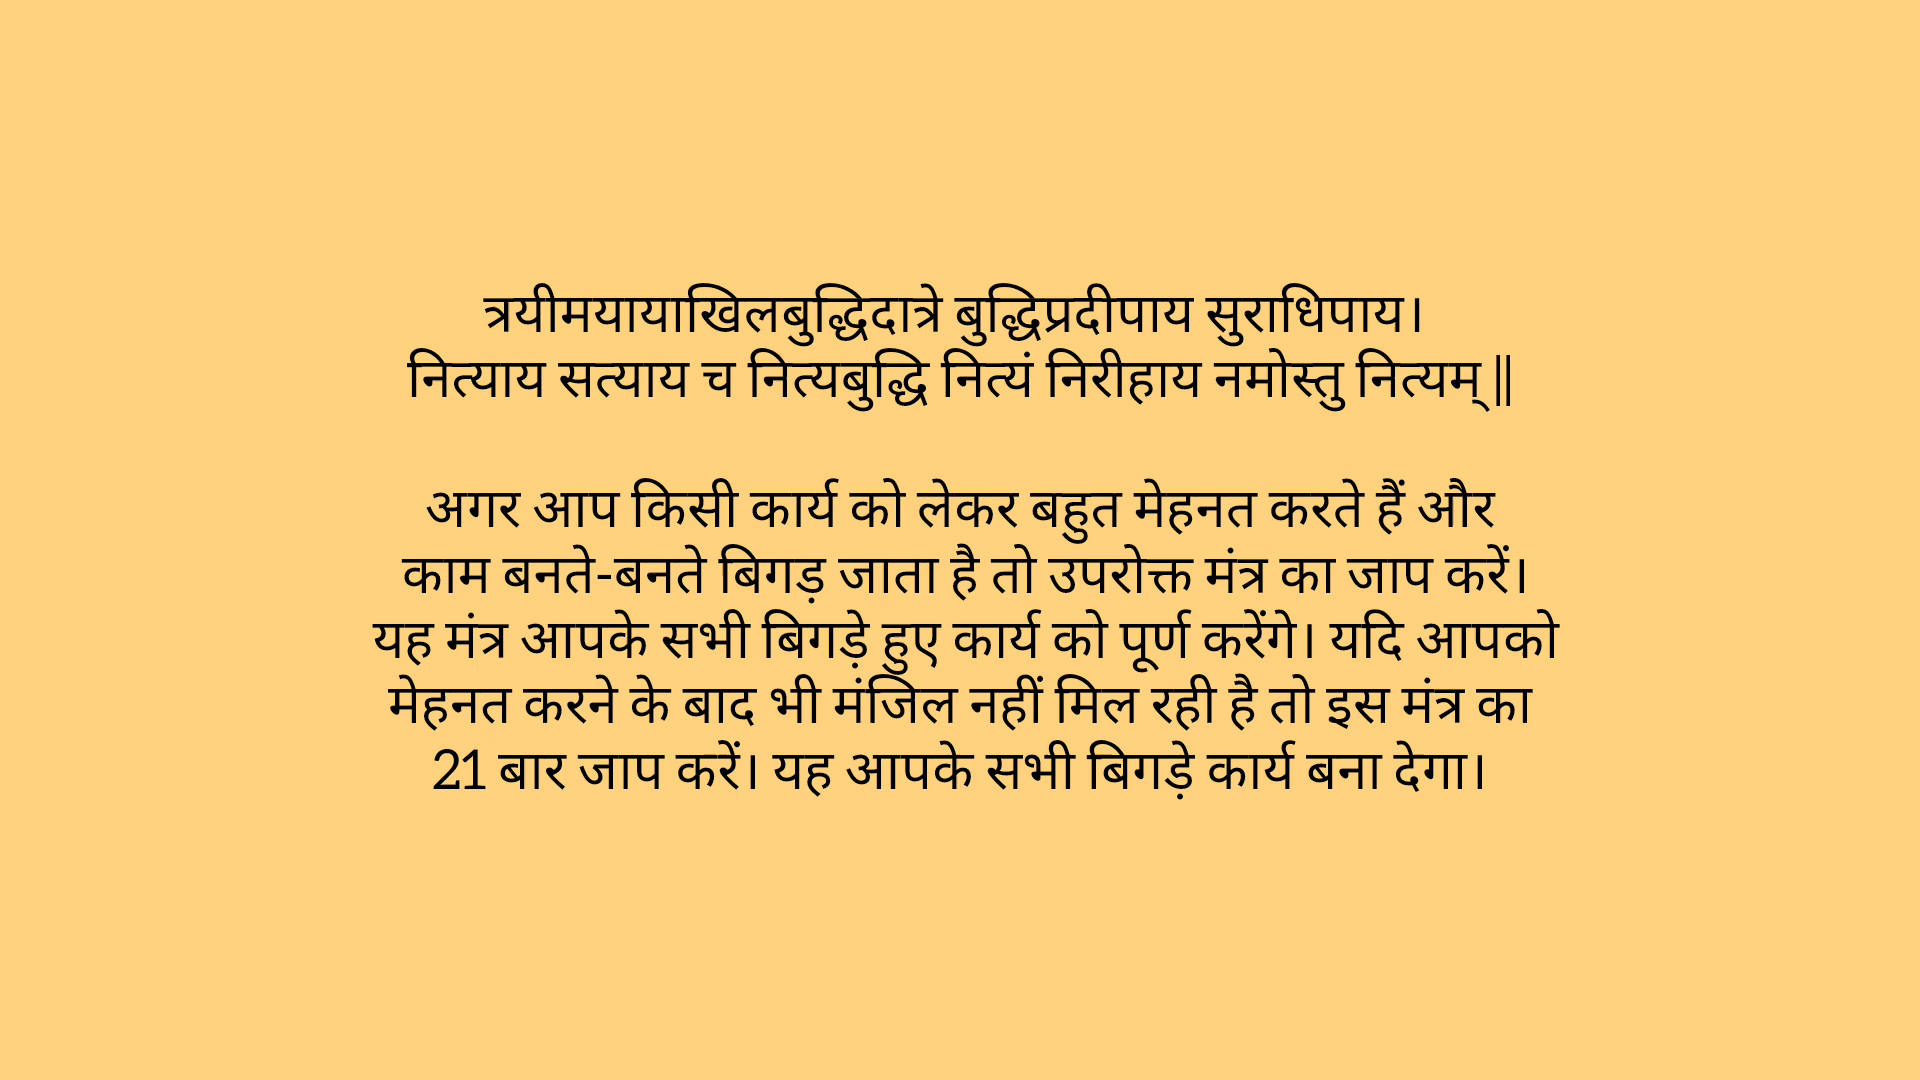 त्रयीमयायाखिलबुद्धिदात्रे बुद्धिप्रदीपाय सुराधिपाय।
नित्याय सत्याय च नित्यबुद्धि नित्यं निरीहाय नमोस्तु नित्यम् ||
अगर आप किसी कार्य को लेकर बहुत मेहनत करते हैं और
काम बनते-बनते बिगड़ जाता है तो उपरोक्त मंत्र का जाप करें।
यह मंत्र आपके सभी बिगड़े हुए कार्य को पूर्ण करेंगे। यदि आपको
मेहनत करने के बाद भी मंजिल नहीं मिल रही है तो इस मंत्र का
21 बार जाप करें। यह आपके सभी बिगड़े कार्य बना देगा।